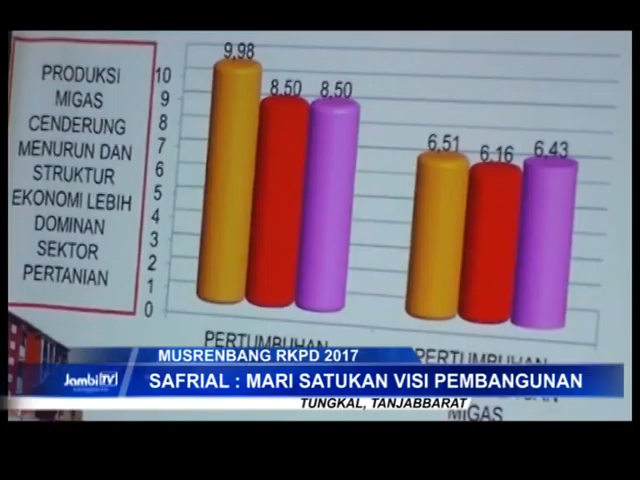 PRODUKSI
MIGAS
CENDERUNG
MENURUN DAN
STRUKTUR
EKONOMI LEBIH
DOMINAN
SEKTOR
PERTANIAN
10
9
8
7
6
5
4
3
2
1
0
9,98
8,50
8,50
6,51
6,16
6,43
PERTUMBUHAN
PERTUMBUHAN
MIGAS
MUSRENBANG RKPD 2017
JambiTV
SAFRIAL : MARI SATUKAN VISI PEMBANGUNAN
TUNGKAL, TANJABBARAT